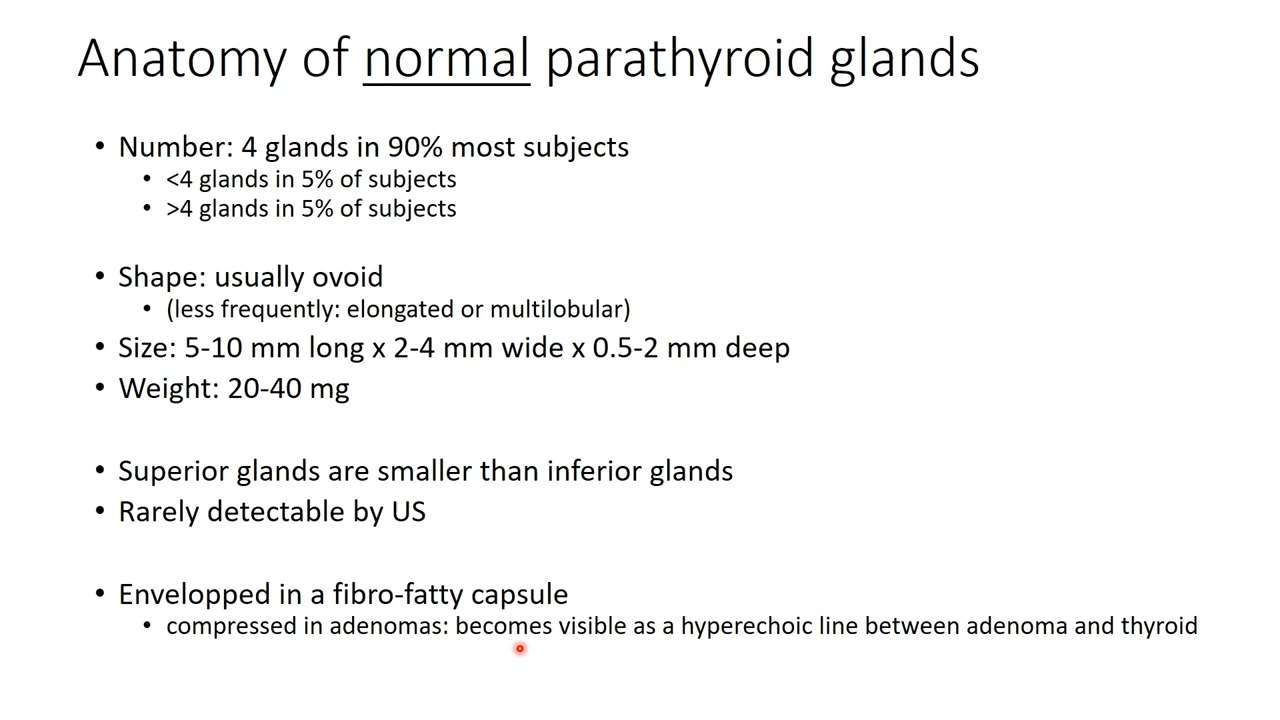 Anatomy of normal parathyroid glands
• Number: 4 glands in 90% most subjects
• <4 glands in 5% of subjects
• >4 glands in 5% of subjects
• Shape: usually ovoid
• (less frequently: elongated or multilobular)
• Size: 5-10 mm long x 2-4 mm wide x 0.5-2 mm deep
• Weight: 20-40 mg
• Superior glands are smaller than inferior glands
• Rarely detectable by US
• Envelopped in a fibro-fatty capsule
• compressed in adenomas: becomes visible as a hyperechoic line between adenoma and thyroid